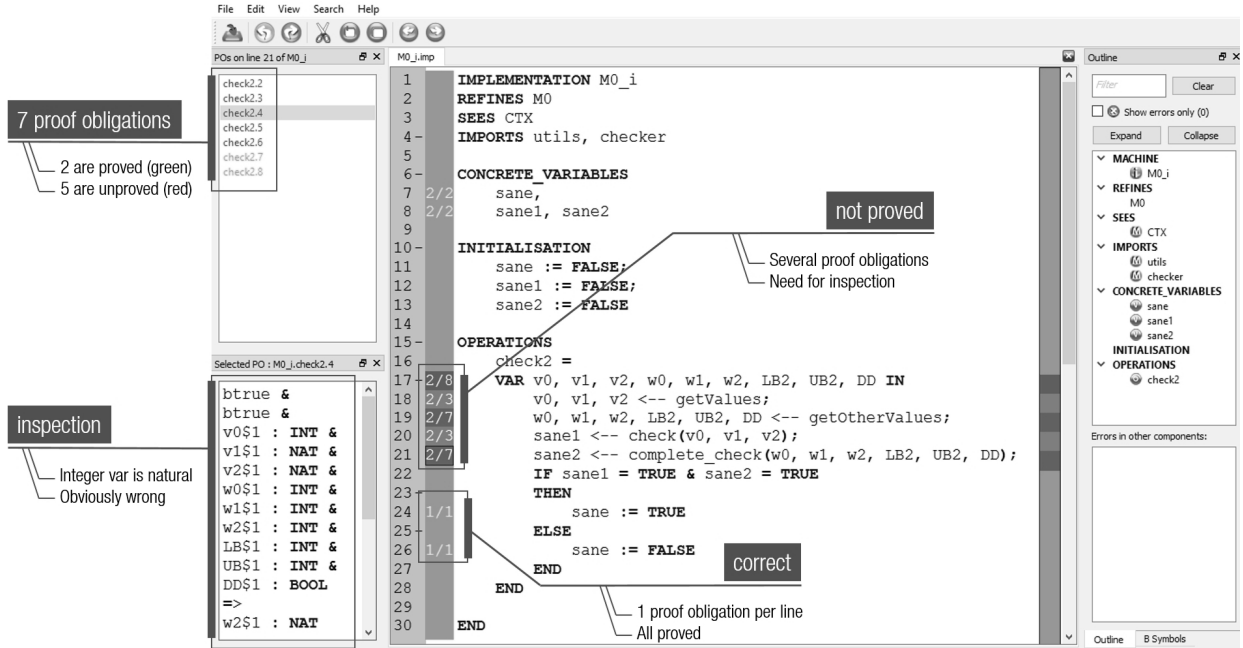 File Edit View Search Help
POs on line 21 of M0_i
check2.2
check2.3
check2.4
check2.5
check2.6
check2.7
check2.8
7 proof obligations
2 are proved (green)
5 are unproved (red)
Selected PO : M0_i.check2.4
btrue &
btrue &
v0$1 : INT &
v1$1 : NAT &
v2$1 : NAT &
w0$1 : INT &
w1$1 : INT &
w2$1 : INT &
LB$1 : INT &
UB$1 : INT &
DD$1 : BOOL
=>
w2$1 : NAT
inspection
Integer var is natural
Obviously wrong
M0_i.imp
1 IMPLEMENTATION M0_i
2 REFINES M0
3 SEES CTX
4 - IMPORTS utils, checker
5
6 - CONCRETE_VARIABLES
7 2/2 sane,
8 2/2 sane1, sane2
9
10 - INITIALISATION
11 sane := FALSE;
12 sane1 := FALSE;
13 sane2 := FALSE
14
15 - OPERATIONS
16 check2 =
17 - 2/8 VAR v0, v1, v2, w0, w1, w2, LB2, UB2, DD IN
18 2/3 v0, v1, v2 <-- getValues;
19 2/7 w0, w1, w2, LB2, UB2, DD <-- getOtherValues;
20 2/3 sane1 <-- check(v0, v1, v2);
21 2/7 sane2 <-- complete_check(w0, w1, w2, LB2, UB2, DD);
22 IF sane1 = TRUE & sane2 = TRUE
23 - THEN
24 1/1 sane := TRUE
25 - ELSE
26 1/1 sane := FALSE
27 END
28 END
29
30 END
not proved
Several proof obligations
Need for inspection
correct
1 proof obligation per line
All proved
Outline
Filter Clear
Show errors only (0)
Expand Collapse
MACHINE
M0_i
REFINES
M0
SEES
CTX
IMPORTS
utils
checker
CONCRETE_VARIABLES
sane
sane1
sane2
INITIALISATION
OPERATIONS
check2
Errors in other components:
Outline B Symbols